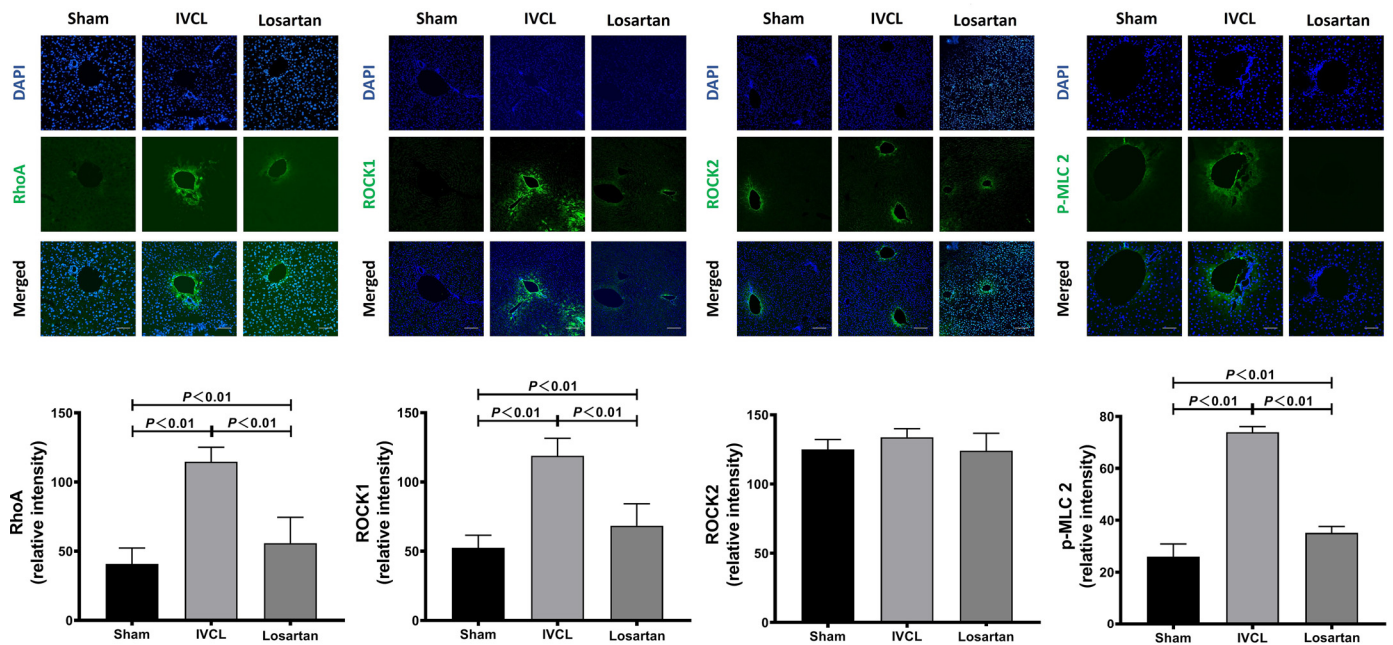 Sham IVCL Losartan
DAPI
RhoA
Merged
Sham IVCL Losartan
DAPI
ROCK1
Merged
Sham IVCL Losartan
DAPI
ROCK2
Merged
Sham IVCL Losartan
DAPI
P-MLC 2
Merged
RhoA
(relative intensity)
150
100
50
0
P<0.01
P<0.01 P<0.01
Sham IVCL Losartan
ROCK1
(relative intensity)
150
100
50
0
P<0.01
P<0.01 P<0.01
Sham IVCL Losartan
ROCK2
(relative intensity)
150
100
50
0
Sham IVCL Losartan
p-MLC 2
(relative intensity)
80
60
40
20
0
P<0.01
P<0.01 P<0.01
Sham IVCL Losartan